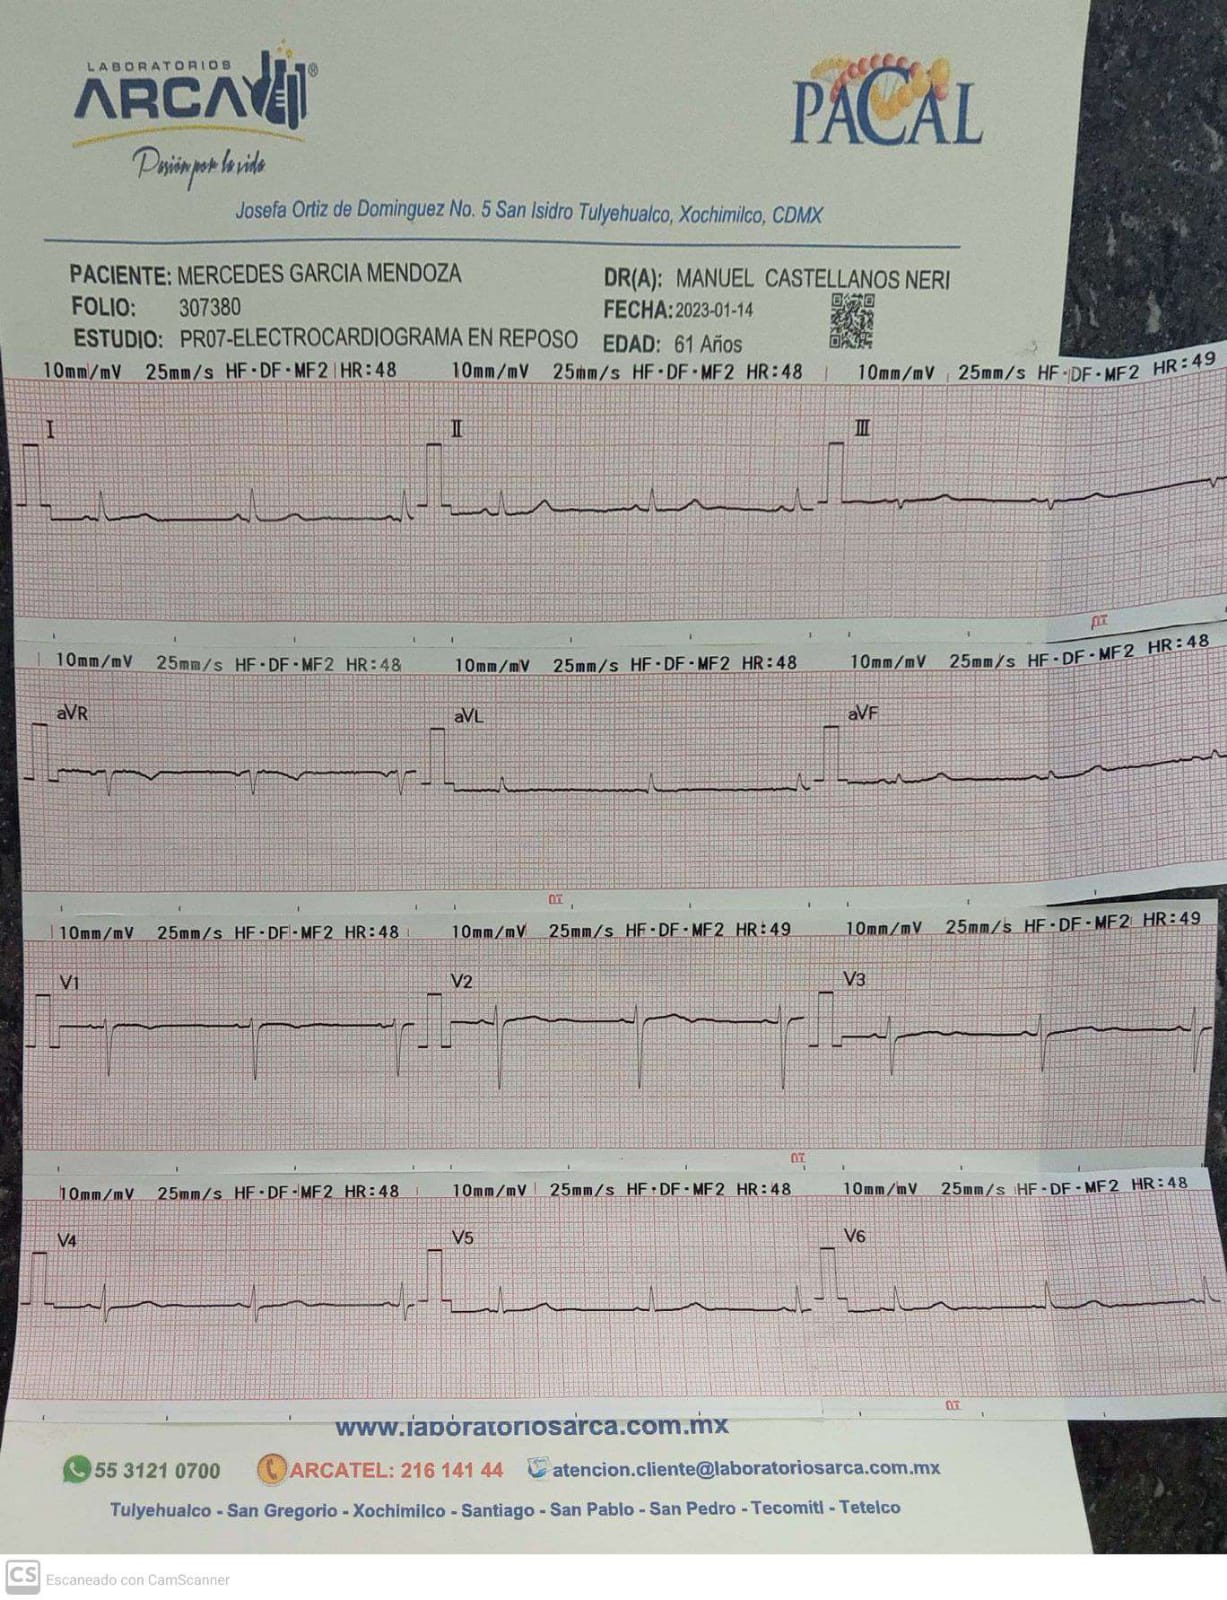 LABORATORIOS
ARCA ®
Pasión por la vida
PACAL
Josefa Ortiz de Dominguez No. 5 San Isidro Tulyehualco, Xochimilco, CDMX
PACIENTE: MERCEDES GARCIA MENDOZA
DR(A): MANUEL CASTELLANOS NERI
FOLIO: 307380
FECHA: 2023-01-14
ESTUDIO: PR07-ELECTROCARDIOGRAMA EN REPOSO
EDAD: 61 Años
10mm/mV 25mm/s HF-DF-MF2 HR:48 10mm/mV 25mm/s HF-DF-MF2 HR:48 10mm/mV 25mm/s HF-DF-MF2 HR:49
I II III
10mm/mV 25mm/s HF-DF-MF2 HR:48 10mm/mV 25mm/s HF-DF-MF2 HR:48 10mm/mV 25mm/s HF-DF-MF2 HR:48
aVR aVL aVF
10mm/mV 25mm/s HF-DF-MF2 HR:48 10mm/mV 25mm/s HF-DF-MF2 HR:49 10mm/mV 25mm/s HF-DF-MF2 HR:49
V1 V2 V3
10mm/mV 25mm/s HF-DF-MF2 HR:48 10mm/mV 25mm/s HF-DF-MF2 HR:48 10mm/mV 25mm/s HF-DF-MF2 HR:48
V4 V5 V6
www.laboratoriosarca.com.mx
55 3121 0700 ARCATEL: 216 141 44 atencion.cliente@laboratoriosarca.com.mx
Tulyehualco - San Gregorio - Xochimilco - Santiago - San Pablo - San Pedro - Tecomitl - Tetelco
CS Escaneado con CamScanner